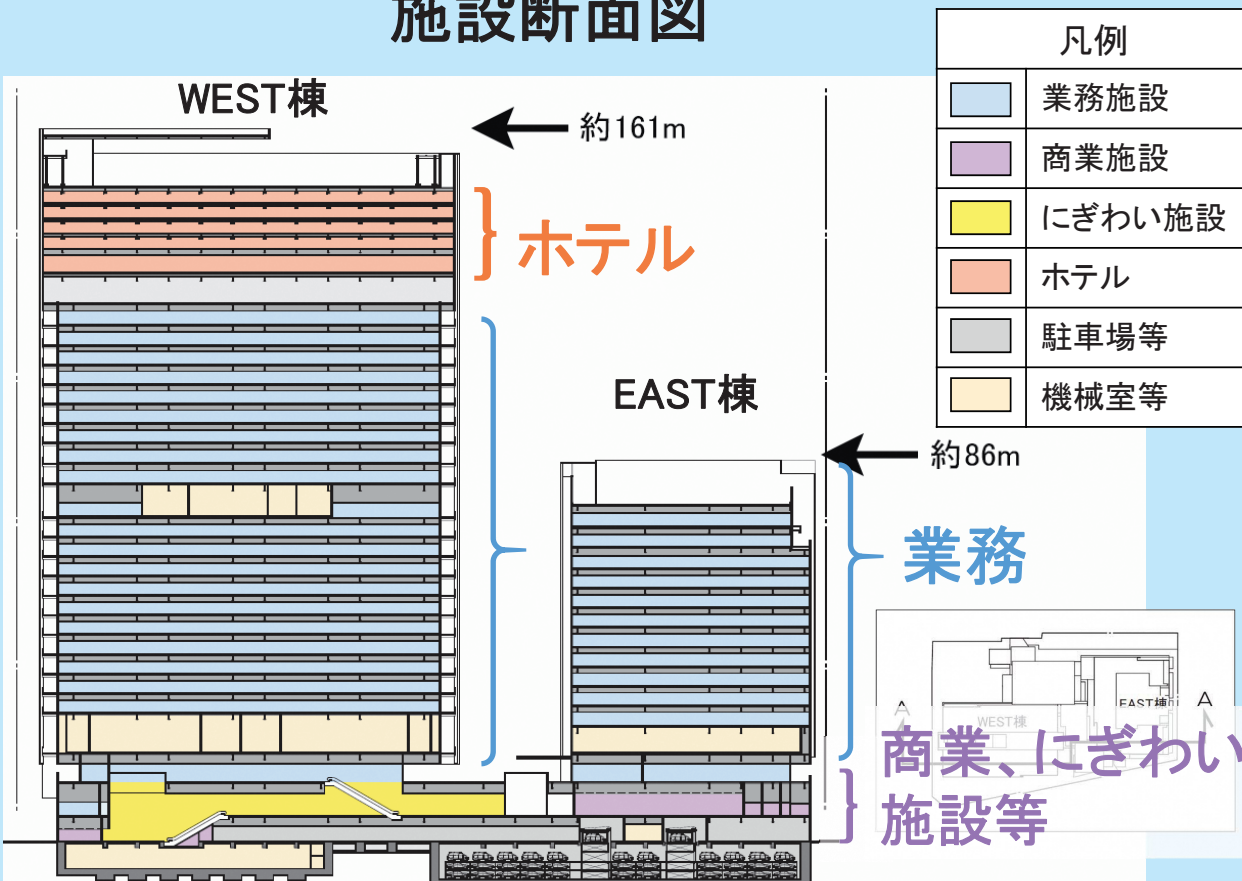 施設断面図
凡例
業務施設
商業施設
にぎわい施設
ホテル
駐車場等
機械室等
WEST棟
約161m
ホテル
EAST棟
約86m
業務
A
A
WEST棟
EAST棟
商業、にぎわい
施設等